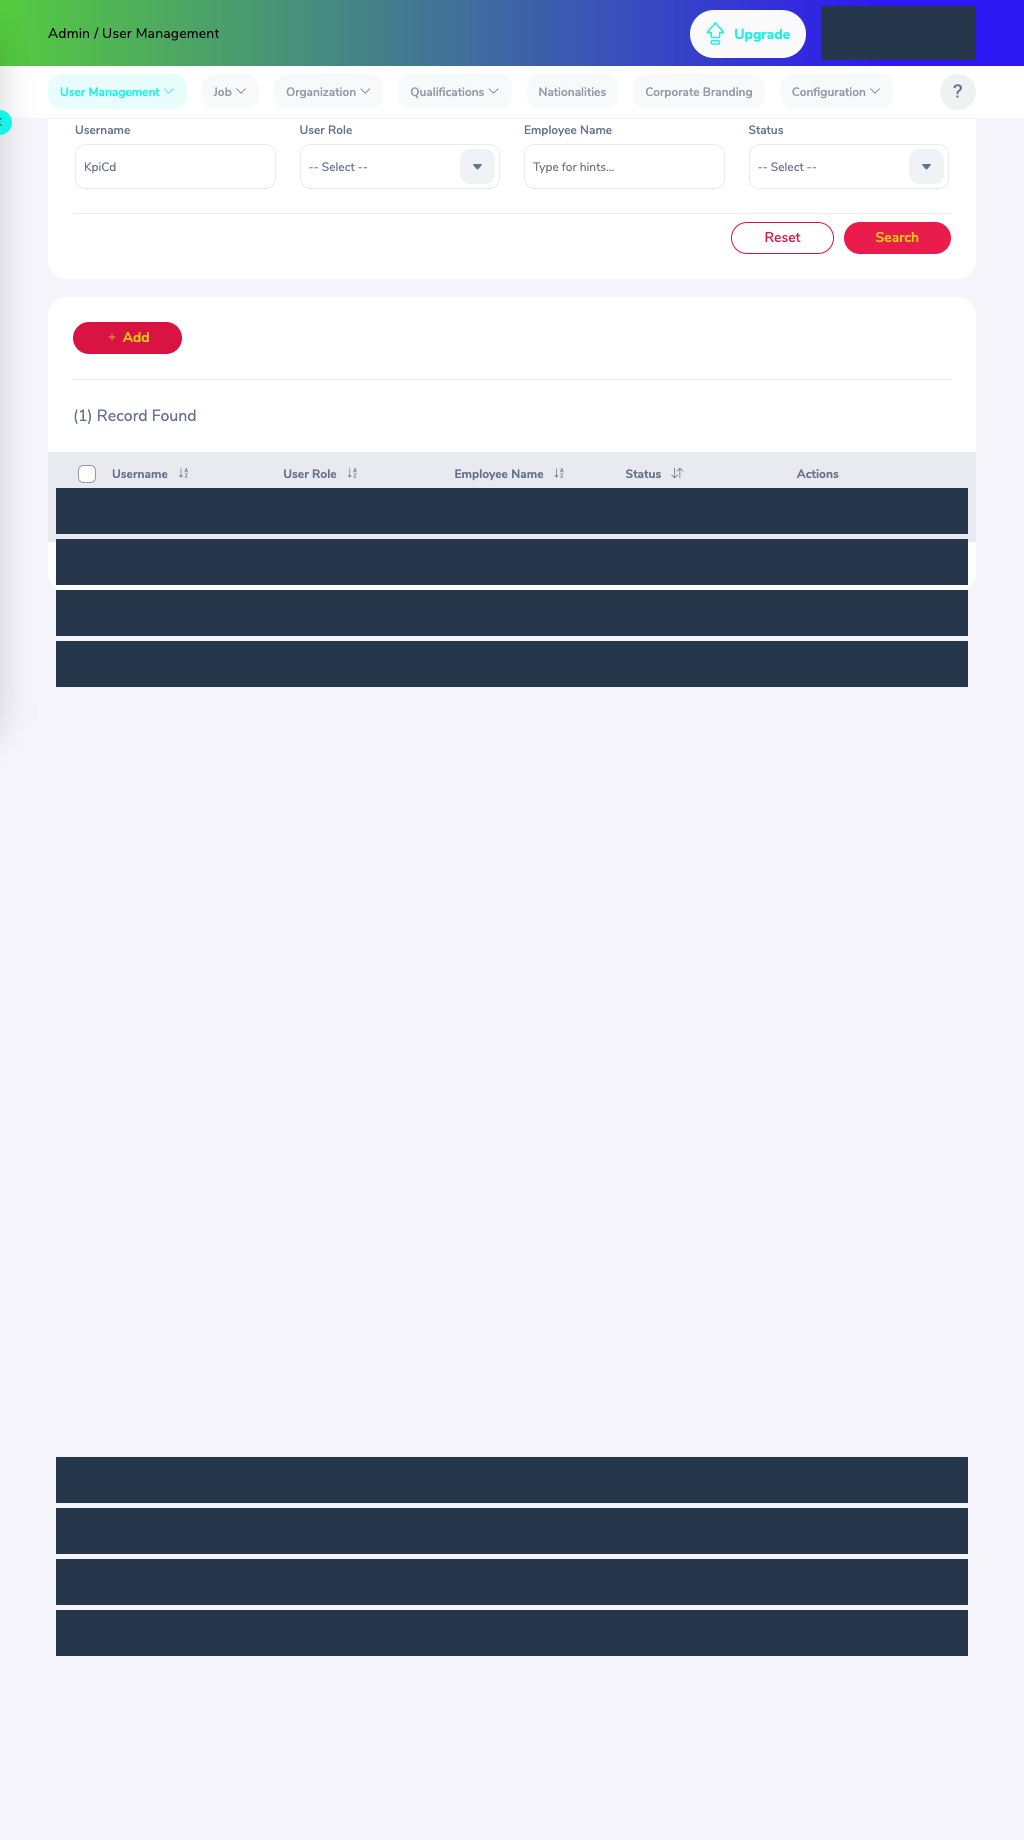 Admin / User Management
Upgrade
User Management
Job
Organization
Qualifications
Nationalities
Corporate Branding
Configuration
?
Username
User Role
Employee Name
Status
KpiCd
-- Select --
Type for hints...
-- Select --
Reset
Search
+ Add
(1) Record Found
Username
User Role
Employee Name
Status
Actions